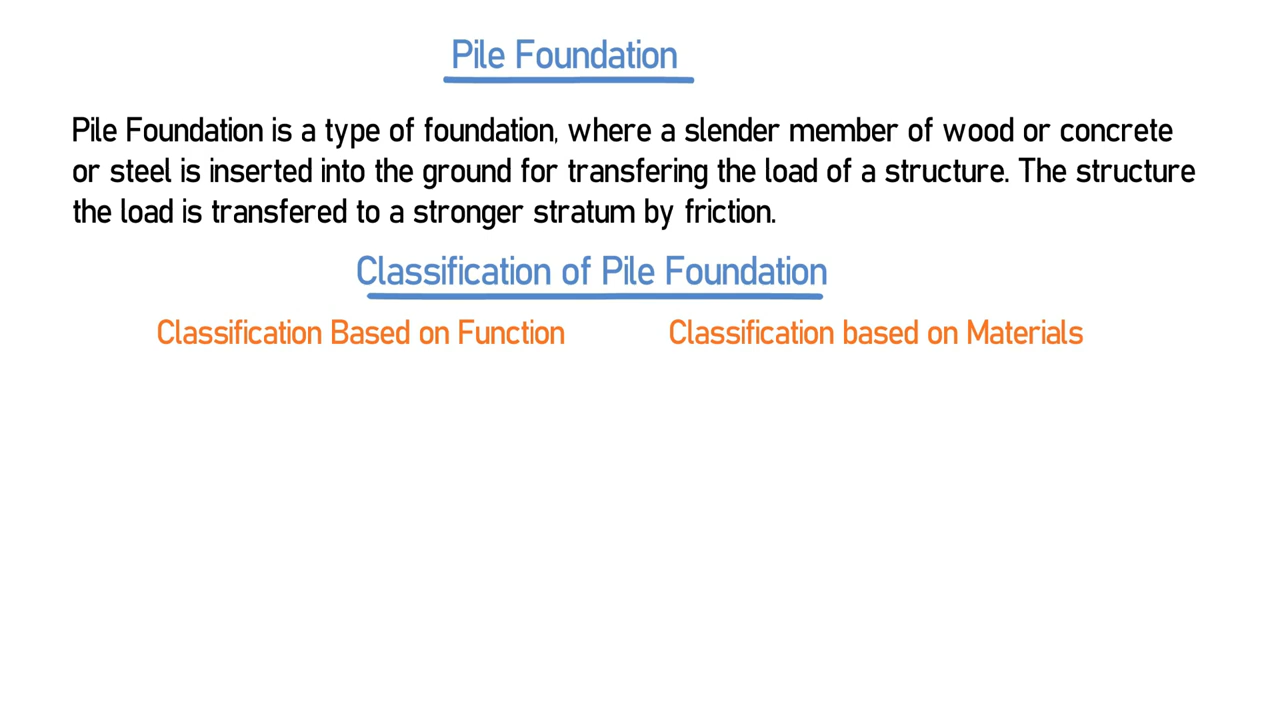 Pile Foundation
Pile Foundation is a type of foundation, where a slender member of wood or concrete
or steel is inserted into the ground for transfering the load of a structure. The structure
the load is transfered to a stronger stratum by friction.
Classification of Pile Foundation
Classification Based on Function
Classification based on Materials